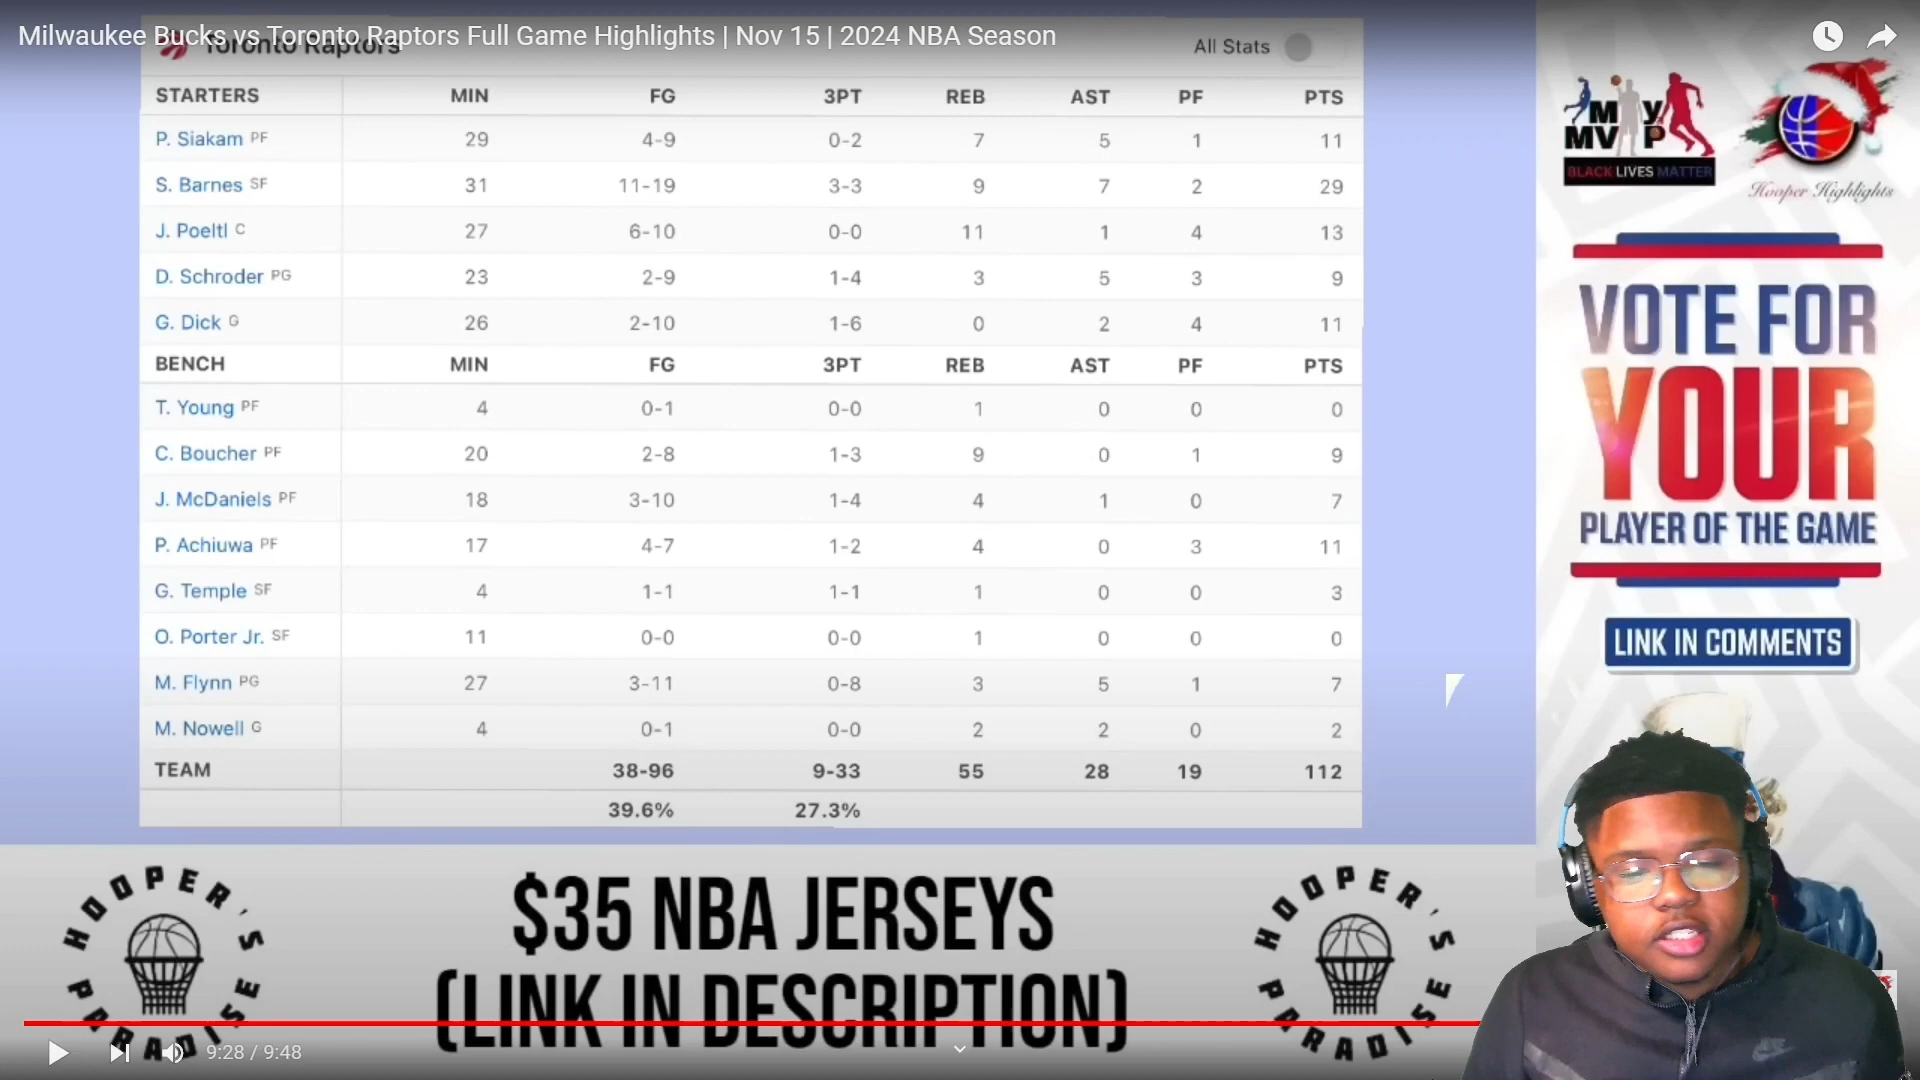 Milwaukee Bucks vs Toronto Raptors Full Game Highlights | Nov 15 | 2024 NBA Season
Toronto Raptors All Stats
STARTERS MIN FG 3PT REB AST PF PTS
P. Siakam PF 29 4-9 0-2 7 5 1 11
S. Barnes SF 31 11-19 3-3 9 7 2 29
J. Poeltl C 27 6-10 0-0 11 1 4 13
D. Schroder PG 23 2-9 1-4 3 5 3 9
G. Dick G 26 2-10 1-6 0 2 4 11
BENCH MIN FG 3PT REB AST PF PTS
T. Young PF 4 0-1 0-0 1 0 0 0
C. Boucher PF 20 2-8 1-3 9 0 1 9
J. McDaniels PF 18 3-10 1-4 4 1 0 7
P. Achiuwa PF 17 4-7 1-2 4 0 3 11
G. Temple SF 4 1-1 1-1 1 0 0 3
O. Porter Jr. SF 11 0-0 0-0 1 0 0 0
M. Flynn PG 27 3-11 0-8 3 5 1 7
M. Nowell G 4 0-1 0-0 2 2 0 2
TEAM 38-96 9-33 55 28 19 112
39.6% 27.3%
MY
MVP
BLACK LIVES MATTER
Hooper Highlights
VOTE FOR
YOUR
PLAYER OF THE GAME
LINK IN COMMENTS
HOOPER'S PARADISE
$35 NBA JERSEYS
(LINK IN DESCRIPTION)
HOOPER'S PARADISE
9:28 / 9:48